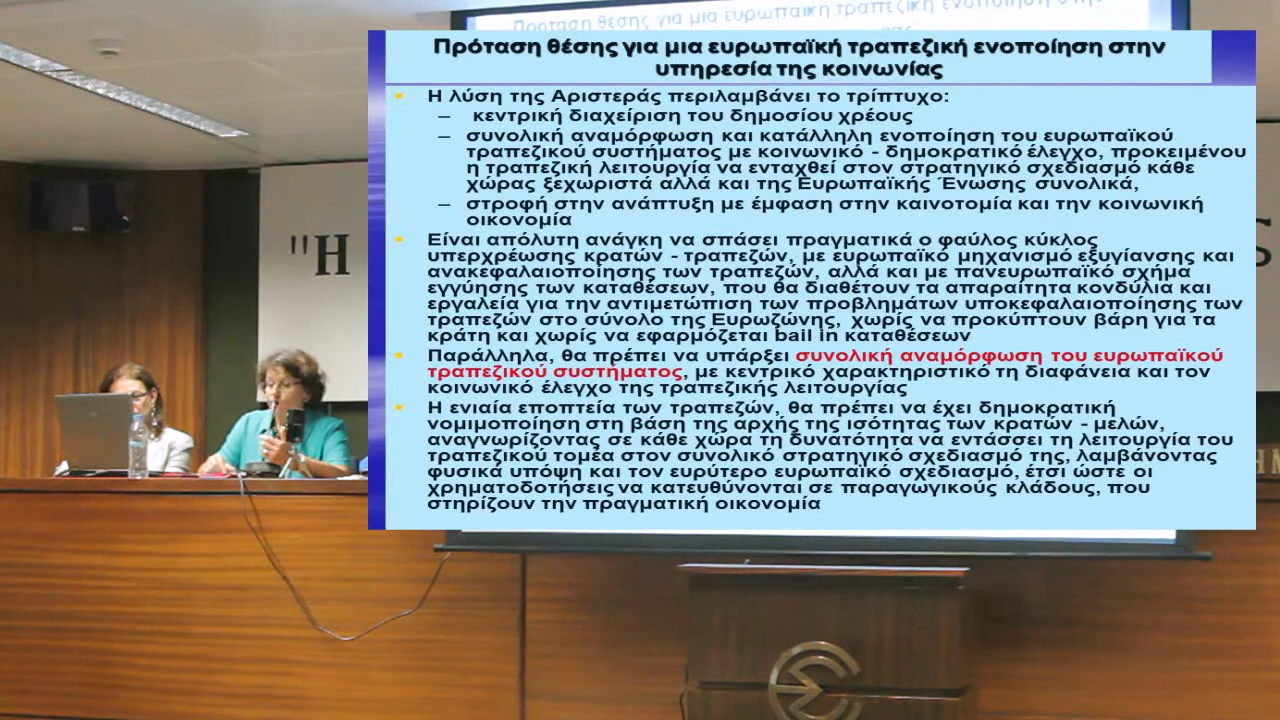 Πρόταση θέσης για μια ευρωπαϊκή τραπεζική ενοποίηση στην
Πρόταση θέσης για μια ευρωπαϊκή τραπεζική ενοποίηση στην
υπηρεσία της κοινωνίας
Η λύση της Αριστεράς περιλαμβάνει το τρίπτυχο:
– κεντρική διαχείριση του δημοσίου χρέους
– συνολική αναμόρφωση και κατάλληλη ενοποίηση του ευρωπαϊκού
τραπεζικού συστήματος με κοινωνικό - δημοκρατικό έλεγχο, προκειμένου
η τραπεζική λειτουργία να ενταχθεί στον στρατηγικό σχεδιασμό κάθε
χώρας ξεχωριστά αλλά και της Ευρωπαϊκής Ένωσης συνολικά,
– στροφή στην ανάπτυξη με έμφαση στην καινοτομία και την κοινωνική
οικονομία
Είναι απόλυτη ανάγκη να σπάσει πραγματικά ο φαύλος κύκλος
υπερχρέωσης κρατών - τραπεζών, με ευρωπαϊκό μηχανισμό εξυγίανσης και
ανακεφαλαιοποίησης των τραπεζών, αλλά και με πανευρωπαϊκό σχήμα
εγγύησης των καταθέσεων, που θα διαθέτουν τα απαραίτητα κονδύλια και
εργαλεία για την αντιμετώπιση των προβλημάτων υποκεφαλαιοποίησης των
τραπεζών στο σύνολο της Ευρωζώνης, χωρίς να προκύπτουν βάρη για τα
κράτη και χωρίς να εφαρμόζεται bail in καταθέσεων
Παράλληλα, θα πρέπει να υπάρξει συνολική αναμόρφωση του ευρωπαϊκού
τραπεζικού συστήματος, με κεντρικό χαρακτηριστικό τη διαφάνεια και τον
κοινωνικό έλεγχο της τραπεζικής λειτουργίας
Η ενιαία εποπτεία των τραπεζών, θα πρέπει να έχει δημοκρατική
νομιμοποίηση στη βάση της αρχής της ισότητας των κρατών - μελών,
αναγνωρίζοντας σε κάθε χώρα τη δυνατότητα να εντάσσει τη λειτουργία του
τραπεζικού τομέα στον συνολικό στρατηγικό σχεδιασμό της, λαμβάνοντας
φυσικά υπόψη και τον ευρύτερο ευρωπαϊκό σχεδιασμό, έτσι ώστε οι
χρηματοδοτήσεις να κατευθύνονται σε παραγωγικούς κλάδους, που
στηρίζουν την πραγματική οικονομία
"Η
S